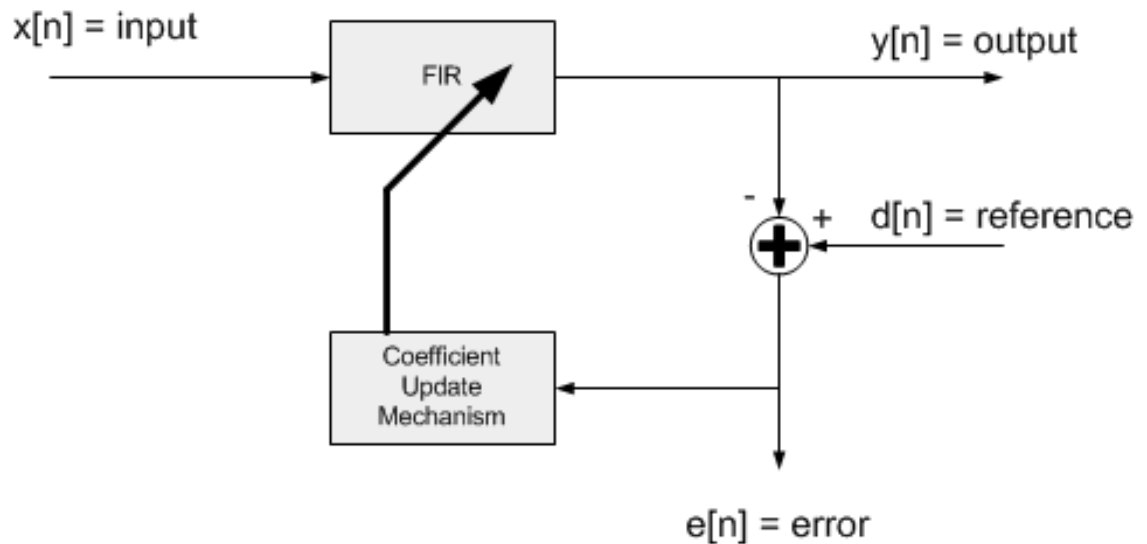 x[n] = input
FIR
y[n] = output
-
+
d[n] = reference
Coefficient
Update
Mechanism
e[n] = error